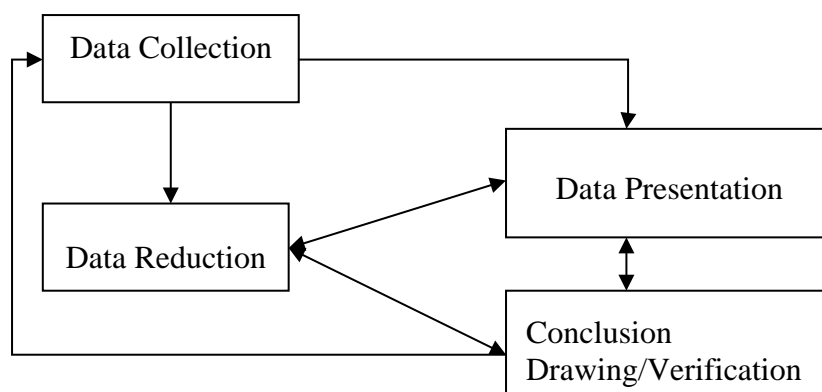 Data Collection
Data Presentation
Data Reduction
Conclusion
Drawing/Verification